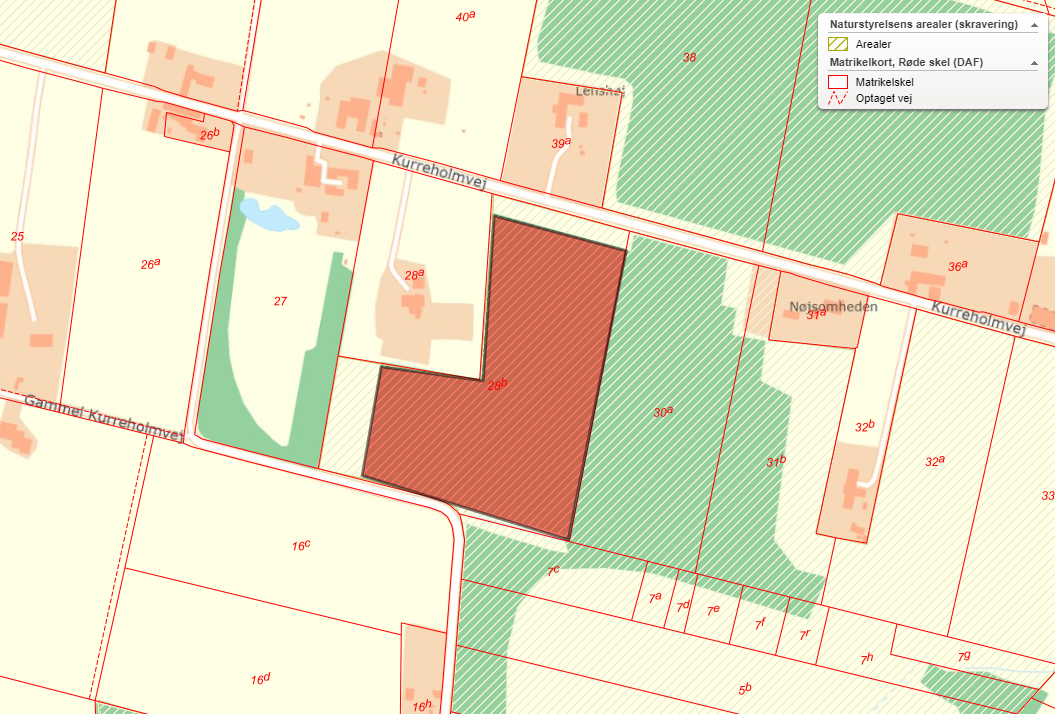 40ᵃ
Naturstyrelsens arealer (skravering)
Arealer
Matrikelkort, Røde skel (DAF)
Matrikelskel
Optaget vej
38
26ᵇ
39ᵃ
Kurreholmvej
25
26ᵃ
27
28ᵃ
36ᵃ
Nøjsomheden
31ᵃ
Kurreholmvej
28ᵇ
Gammel Kurreholmvej
30ᵃ
32ᵇ
31ᵇ
32ᵃ
33
16ᶜ
7ᶜ
7ᵃ
7ᵈ
7ᵉ
7ᶠ
7ʳ
7ʰ
7ᵍ
16ᵈ
16ʰ
5ᵇ